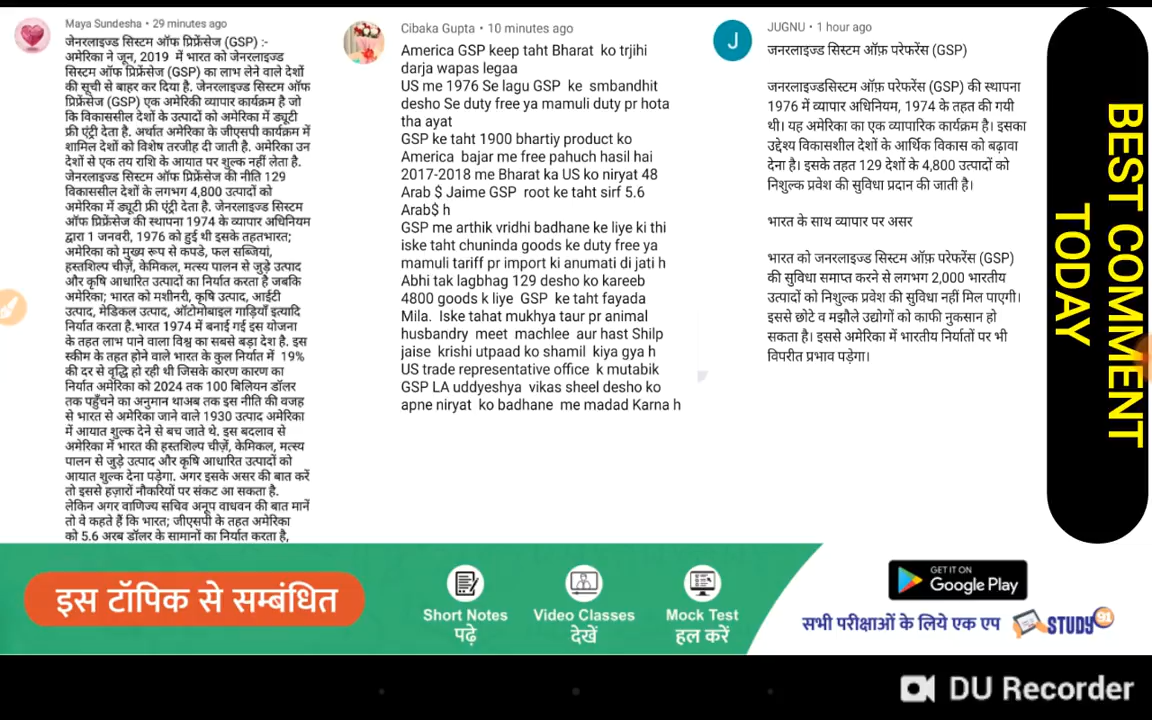 Maya Sundesha • 29 minutes ago
जेनरलाइज्ड सिस्टम ऑफ प्रिफ्रेंसेज (GSP) :-
अमेरिका ने जून, 2019 में भारत को जेनरलाइज्ड
सिस्टम ऑफ प्रिफ्रेंसेज (GSP) का लाभ लेने वाले देशों
की सूची से बाहर कर दिया है. जेनरलाइज्ड सिस्टम ऑफ
प्रिफ्रेंसेज (GSP) एक अमेरिकी व्यापार कार्यक्रम है जो
कि विकाससील देशों के उत्पादों को अमेरिका में ड्यूटी
फ्री एंट्री देता है. अर्थात अमेरिका के जीएसपी कार्यक्रम में
शामिल देशों को विशेष तरजीह दी जाती है. अमेरिका उन
देशों से एक तय राशि के आयात पर शुल्क नहीं लेता है.
जेनरलाइज्ड सिस्टम ऑफ प्रिफ्रेंसेज की नीति 129
विकासशील देशों के लगभग 4,800 उत्पादों को
अमेरिका में ड्यूटी फ्री एंट्री देता है. जेनरलाइज्ड सिस्टम
ऑफ प्रिफ्रेंसेज की स्थापना 1974 के व्यापार अधिनियम
द्वारा 1 जनवरी, 1976 को हुई थी इसके तहतभारत;
अमेरिका को मुख्य रूप से कपडे, फल सब्जियां,
हस्तशिल्प चीज़ें, केमिकल, मत्स्य पालन से जुड़े उत्पाद
और कृषि आधारित उत्पादों का निर्यात करता है जबकि
अमेरिका; भारत को मशीनरी, कृषि उत्पाद, आईटी
उत्पाद, मेडिकल उत्पाद, ऑटोमोबाइल गाड़ियाँ इत्यादि
निर्यात करता है.भारत 1974 में बनाई गई इस योजना
के तहत लाभ पाने वाला विश्व का सबसे बड़ा देश है. इस
स्कीम के तहत होने वाले भारत के कुल निर्यात में 19%
की दर से वृद्धि हो रही थी जिसके कारण कारण का
निर्यात अमेरिका को 2024 तक 100 बिलियन डॉलर
तक पहुँचने का अनुमान थाअब तक इस नीति की वजह
से भारत से अमेरिका जाने वाले 1930 उत्पाद अमेरिका
में आयात शुल्क देने से बच जाते थे. इस बदलाव से
अमेरिका में भारत की हस्तशिल्प चीज़ें, केमिकल, मत्स्य
पालन से जुड़े उत्पाद और कृषि आधारित उत्पादों को
आयात शुल्क देना पड़ेगा. अगर इसके असर की बात करें
तो इससे हज़ारों नौकरियों पर संकट आ सकता है.
लेकिन अगर वाणिज्य सचिव अनूप वाधवन की बात मानें
तो वे कहते हैं कि भारत; जीएसपी के तहत अमेरिका
को 5.6 अरब डॉलर के सामानों का निर्यात करता है,
Cibaka Gupta • 10 minutes ago
America GSP keep taht Bharat ko trjihi
darja wapas legaa
US me 1976 Se lagu GSP ke smbandhit
desho Se duty free ya mamuli duty pr hota
tha ayat
GSP ke taht 1900 bhartiy product ko
America bajar me free pahuch hasil hai
2017-2018 me Bharat ka US ko niryat 48
Arab $ Jaime GSP root ke taht sirf 5.6
Arab$ h
GSP me arthik vridhi badhane ke liye ki thi
iske taht chuninda goods ke duty free ya
mamuli tariff pr import ki anumati di jati h
Abhi tak lagbhag 129 desho ko kareeb
4800 goods k liye GSP ke taht fayada
Mila. Iske tahat mukhya taur pr animal
husbandry meet machlee aur hast Shilp
jaise krishi utpaad ko shamil kiya gya h
US trade representative office k mutabik
GSP LA uddyeshya vikas sheel desho ko
apne niryat ko badhane me madad Karna h
J
JUGNU • 1 hour ago
जनरलाइज्ड सिस्टम ऑफ़ परेफरेंस (GSP)
जनरलाइज्डसिस्टम ऑफ़ परेफरेंस (GSP) की स्थापना
1976 में व्यापार अधिनियम, 1974 के तहत की गयी
थी। यह अमेरिका का एक व्यापारिक कार्यक्रम है। इसका
उद्देश्य विकासशील देशों के आर्थिक विकास को बढ़ावा
देना है। इसके तहत 129 देशों के 4,800 उत्पादों को
निशुल्क प्रवेश की सुविधा प्रदान की जाती है।
भारत के साथ व्यापार पर असर
भारत को जनरलाइज्ड सिस्टम ऑफ़ परेफरेंस (GSP)
की सुविधा समाप्त करने से लगभग 2,000 भारतीय
उत्पादों को निशुल्क प्रवेश की सुविधा नहीं मिल पाएगी।
इससे छोटे व मझौले उद्योगों को काफी नुकसान हो
सकता है। इससे अमेरिका में भारतीय निर्यातों पर भी
विपरीत प्रभाव पड़ेगा।
BEST COMMENT
TODAY
इस टॉपिक से सम्बंधित
Short Notes
पढ़े
Video Classes
देखें
Mock Test
हल करें
GET IT ON
Google Play
सभी परीक्षाओं के लिये एक एप
STUDY 91
DU Recorder